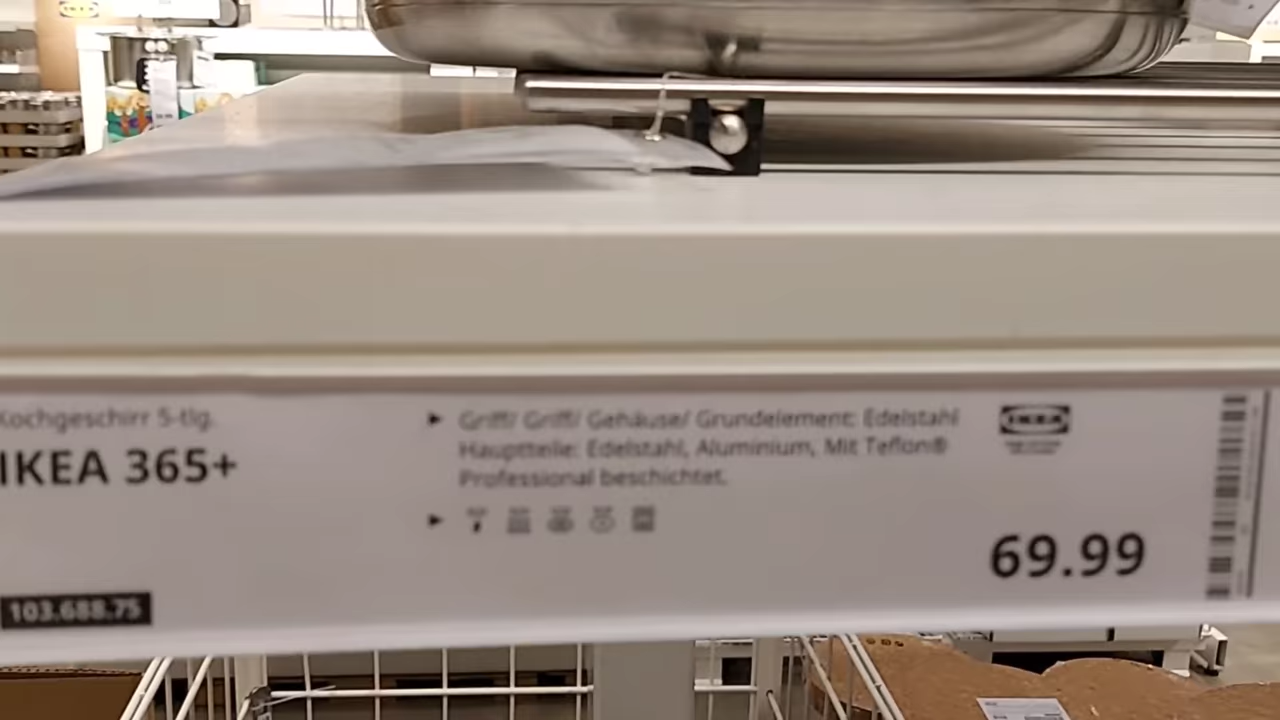 Kochgeschirr 5-tlg.
IKEA 365+
103.688.75
Griff/ Griff/ Gehäuse/ Grundelement: Edelstahl
Hauptteile: Edelstahl, Aluminium, Mit Teflon®
Professional beschichtet.
IKEA
69.99